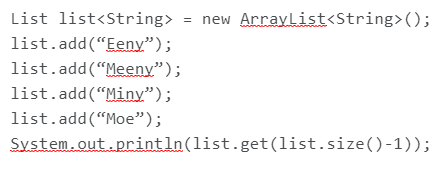 List list<String> = new ArrayList<String>();
list.add(“Eeny”);
list.add(“Meeny”);
list.add(“Miny”);
list.add(“Moe”);
System.out.println(list.get(list.size()-1));